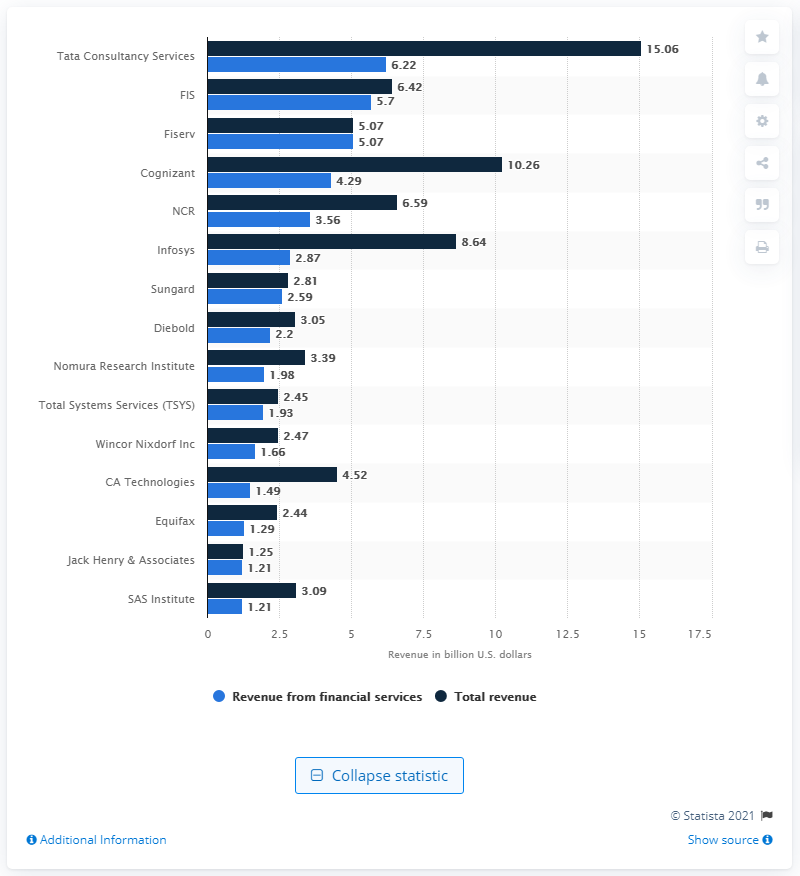 Tata Consultancy Services 15.06
6.22
FIS 6.42
5.7
Fiserv 5.07
5.07
Cognizant 10.26
4.29
NCR 6.59
3.56
Infosys 8.64
2.87
Sungard 2.81
2.59
Diebold 3.05
2.2
Nomura Research Institute 3.39
1.98
Total Systems Services (TSYS) 2.45
1.93
Wincor Nixdorf Inc 2.47
1.66
CA Technologies 4.52
1.49
Equifax 2.44
1.29
Jack Henry & Associates 1.25
1.21
SAS Institute 3.09
1.21
0 2.5 5 7.5 10 12.5 15 17.5
Revenue in billion U.S. dollars
Revenue from financial services Total revenue
Collapse statistic
© Statista 2021
Additional Information Show source